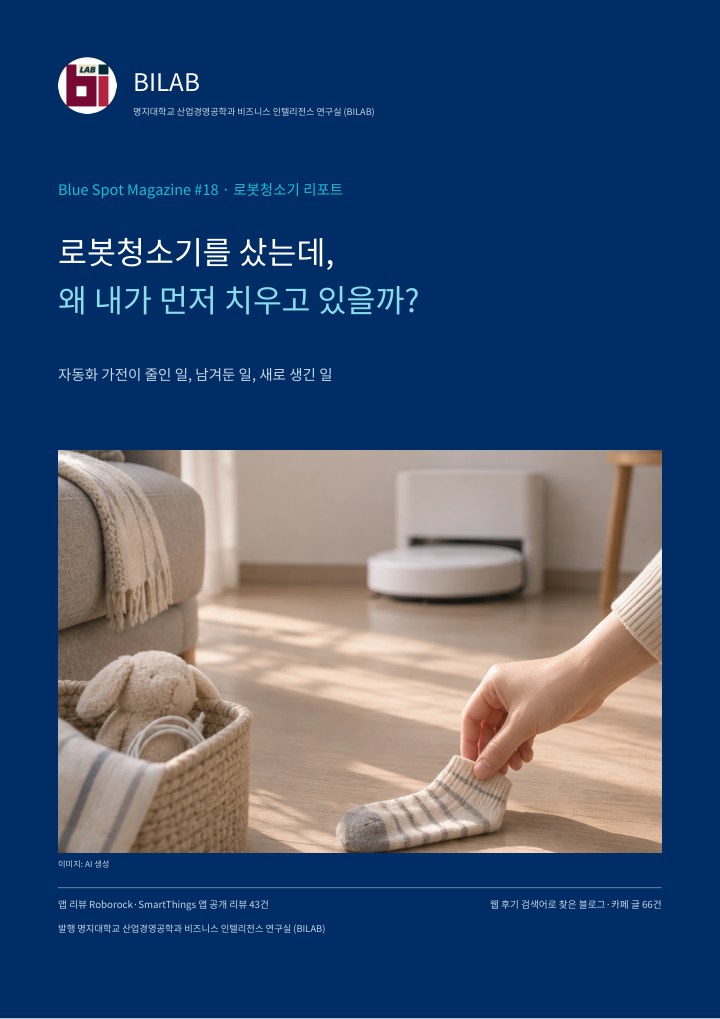 LAB
bi
BILAB
명지대학교 산업경영공학과 비즈니스 인텔리전스 연구실 (BILAB)
Blue Spot Magazine #18 · 로봇청소기 리포트
로봇청소기를 샀는데,
왜 내가 먼저 치우고 있을까?
자동화 가전이 줄인 일, 남겨둔 일, 새로 생긴 일
이미지: AI 생성
앱 리뷰 Roborock·SmartThings 앱 공개 리뷰 43건
웹 후기 검색어로 찾은 블로그·카페 글 66건
발행 명지대학교 산업경영공학과 비즈니스 인텔리전스 연구실 (BILAB)